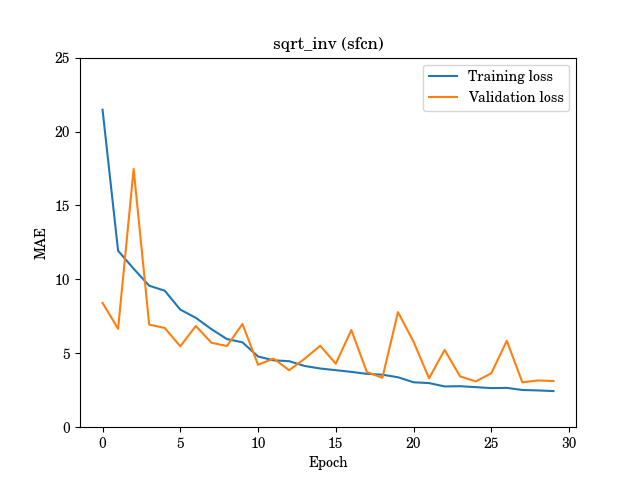 sqrt_inv (sfcn)
25
20
15
10
5
0
MAE
Training loss
Validation loss
0 5 10 15 20 25 30
Epoch